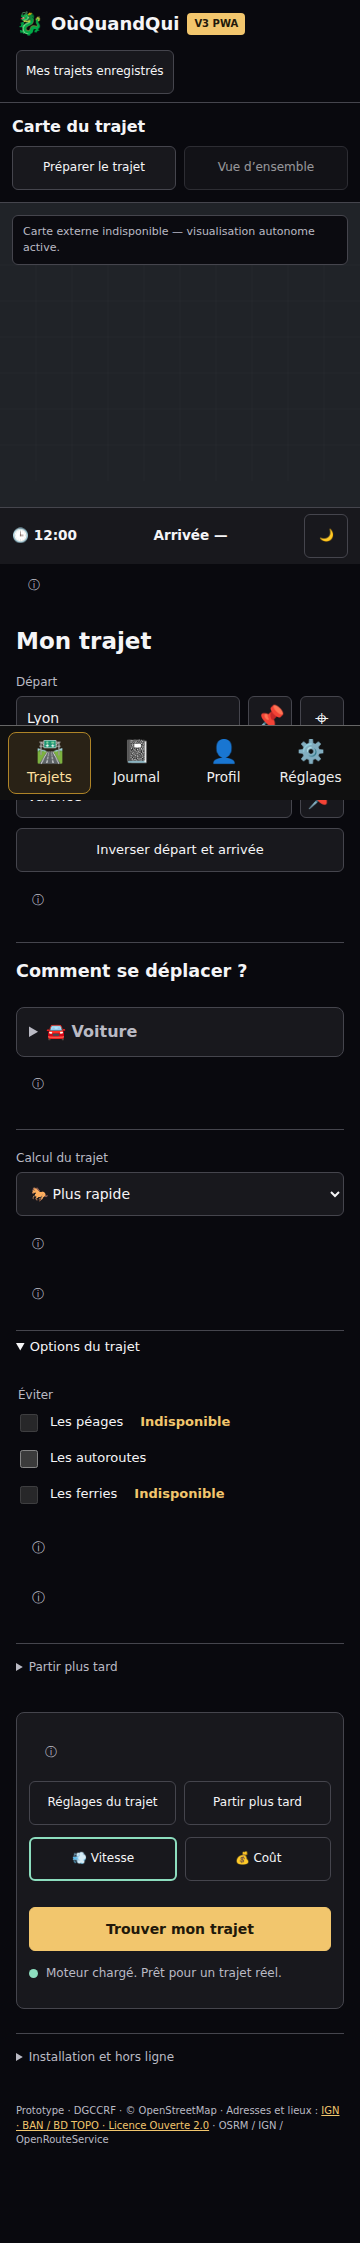 OùQuandQui V3 PWA
Mes trajets enregistrés
Carte du trajet
Préparer le trajet Vue d’ensemble
Carte externe indisponible — visualisation autonome
active.
12:00 Arrivée —
ⓘ
Mon trajet
Départ
Lyon
Trajets Journal Profil Réglages
Inverser départ et arrivée
ⓘ
Comment se déplacer ?
Voiture
ⓘ
Calcul du trajet
Plus rapide
ⓘ
ⓘ
Options du trajet
Éviter
Les péages Indisponible
Les autoroutes
Les ferries Indisponible
ⓘ
ⓘ
Partir plus tard
ⓘ
Réglages du trajet Partir plus tard
Vitesse Coût
Trouver mon trajet
Moteur chargé. Prêt pour un trajet réel.
Installation et hors ligne
Prototype · DGCCRF · © OpenStreetMap · Adresses et lieux : IGN
· BAN / BD TOPO · Licence Ouverte 2.0 · OSRM / IGN /
OpenRouteService